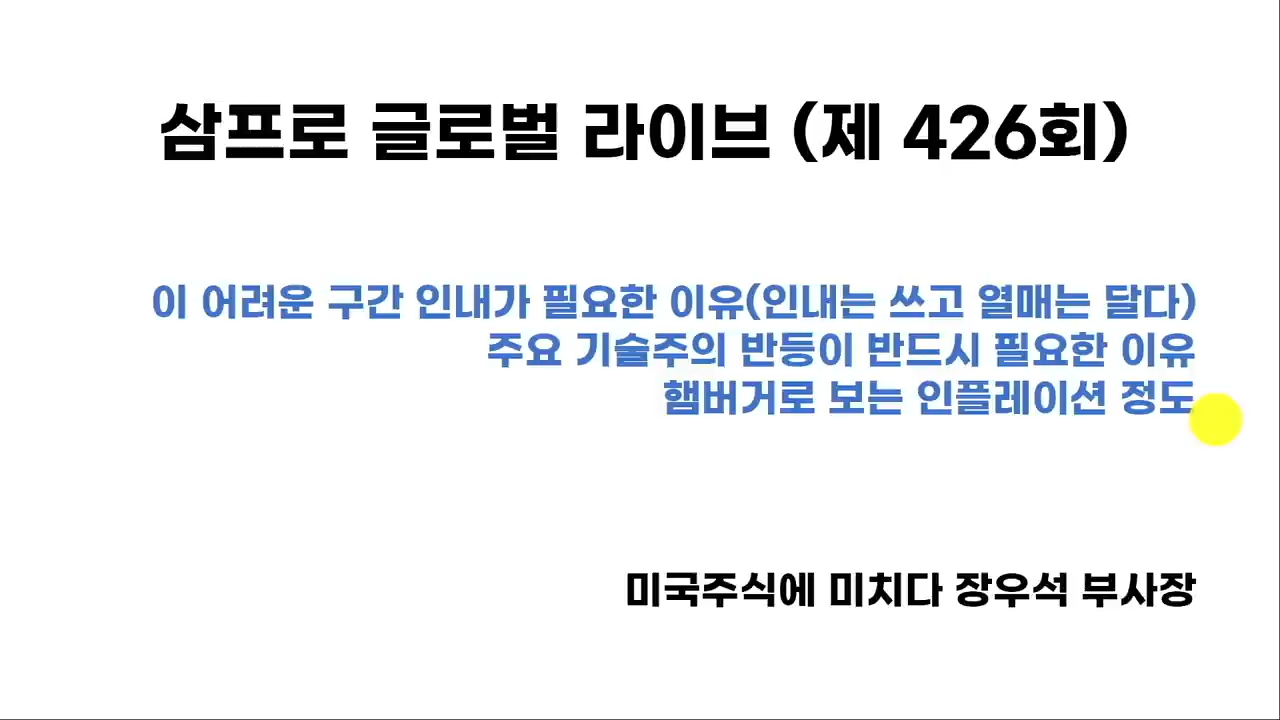 삼프로 글로벌 라이브 (제 426회)
이 어려운 구간 인내가 필요한 이유(인내는 쓰고 열매는 달다)
주요 기술주의 반등이 반드시 필요한 이유
햄버거로 보는 인플레이션 정도
미국주식에 미치다 장우석 부사장